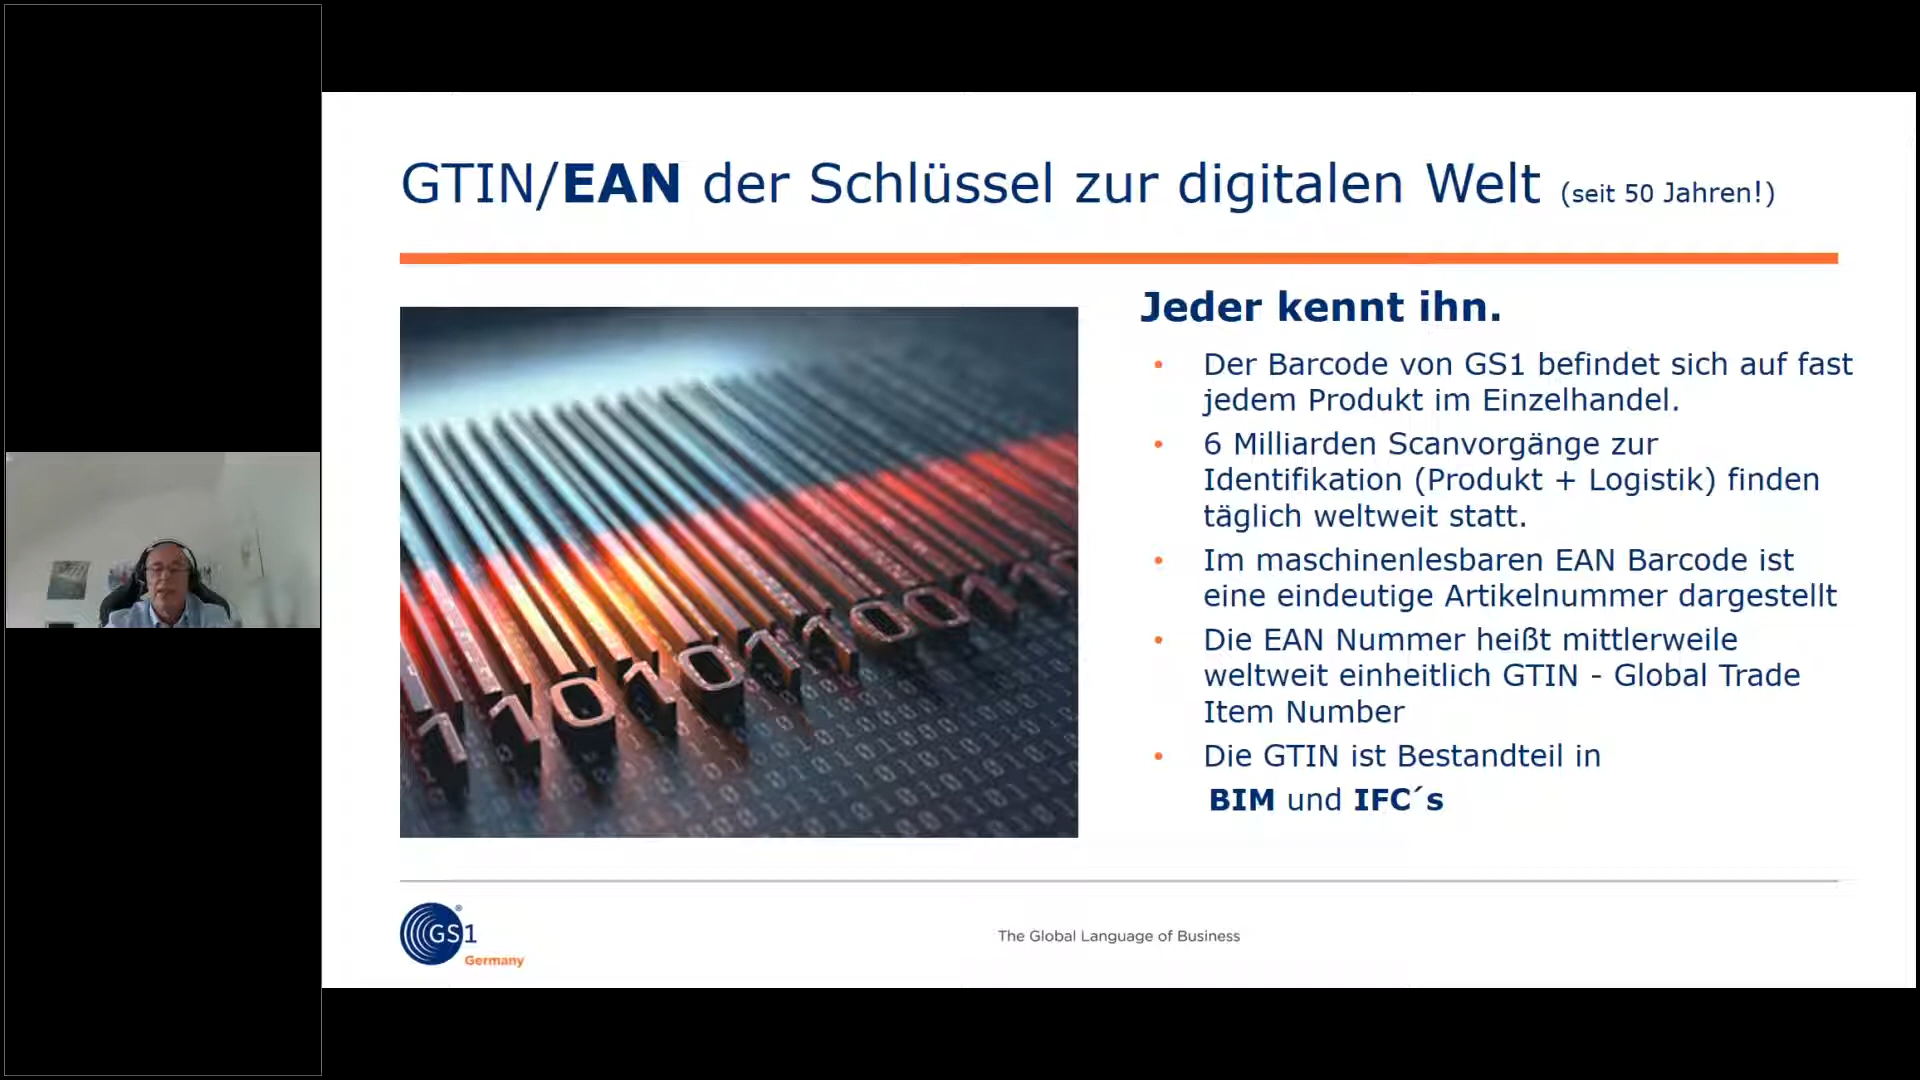 GTIN/EAN der Schlüssel zur digitalen Welt (seit 50 Jahren!)
Jeder kennt ihn.
• Der Barcode von GS1 befindet sich auf fast
jedem Produkt im Einzelhandel.
• 6 Milliarden Scanvorgänge zur
Identifikation (Produkt + Logistik) finden
täglich weltweit statt.
• Im maschinenlesbaren EAN Barcode ist
eine eindeutige Artikelnummer dargestellt
• Die EAN Nummer heißt mittlerweile
weltweit einheitlich GTIN - Global Trade
Item Number
• Die GTIN ist Bestandteil in
BIM und IFC´s
GS1 ®
Germany
The Global Language of Business